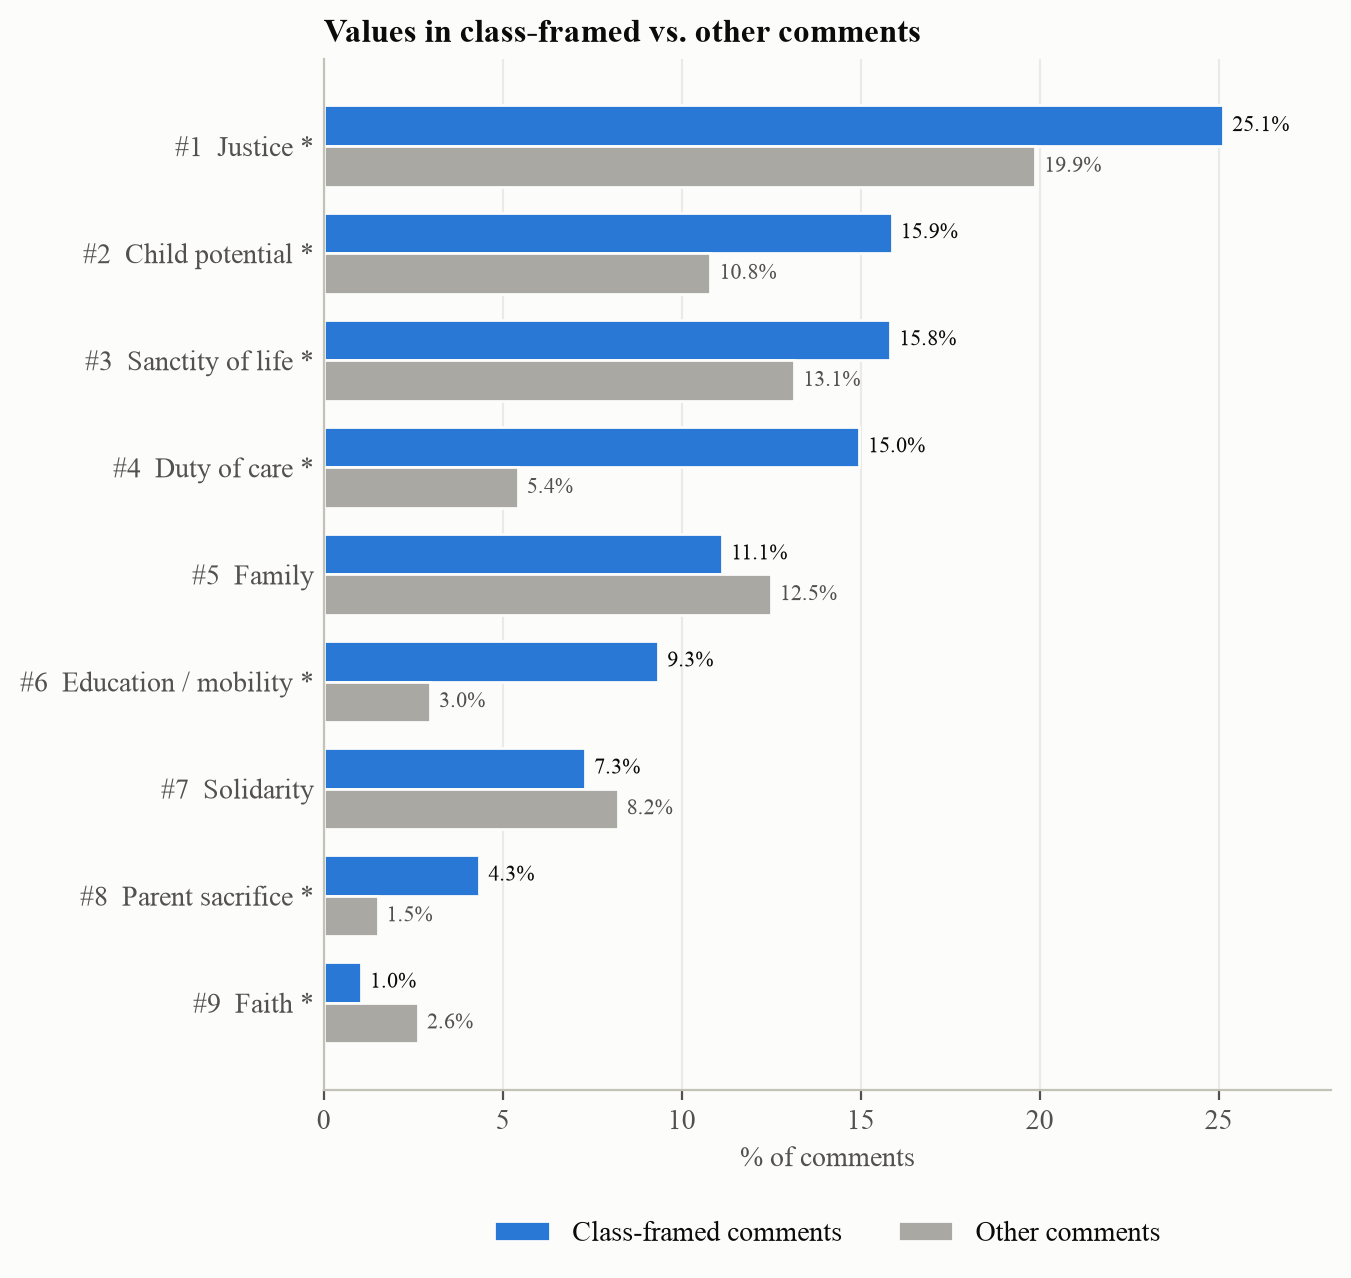 Values in class-framed vs. other comments
#1 Justice *
25.1%
19.9%
#2 Child potential *
15.9%
10.8%
#3 Sanctity of life *
15.8%
13.1%
#4 Duty of care *
15.0%
5.4%
#5 Family
11.1%
12.5%
#6 Education / mobility *
9.3%
3.0%
#7 Solidarity
7.3%
8.2%
#8 Parent sacrifice *
4.3%
1.5%
#9 Faith *
1.0%
2.6%
0 5 10 15 20 25
% of comments
Class-framed comments Other comments